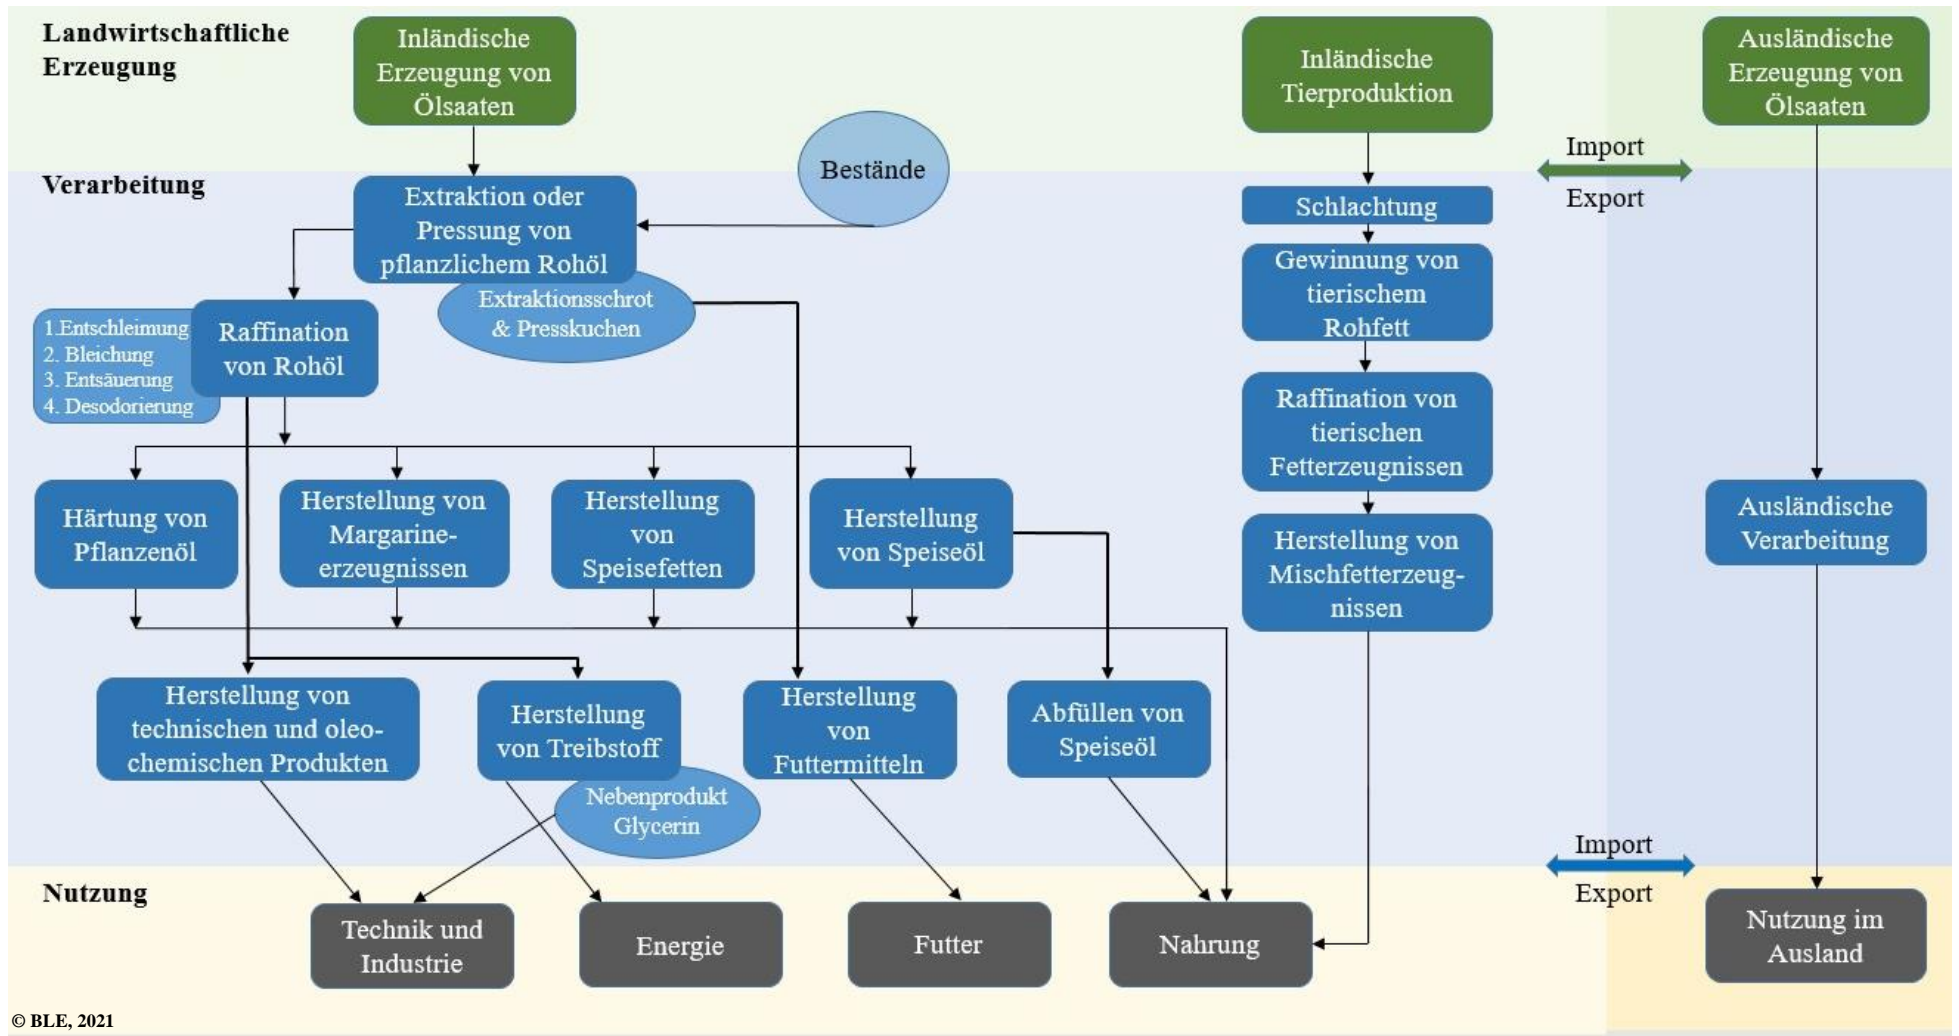 Landwirtschaftliche
Erzeugung
Inländische
Erzeugung von
Ölsaaten
Inländische
Tierproduktion
Ausländische
Erzeugung von
Ölsaaten
Import
Export
Verarbeitung
Bestände
Extraktion oder
Pressung von
pflanzlichem Rohöl
Extraktionsschrot
& Presskuchen
Schlachtung
Gewinnung von
tierischem
Rohfett
1.Entschleimung
2. Bleichung
3. Entsäuerung
4. Desodorierung
Raffination
von Rohöl
Raffination von
tierischen
Fetterzeugnissen
Härtung von
Pflanzenöl
Herstellung von
Margarine-
erzeugnissen
Herstellung
von
Speisefetten
Herstellung
von Speiseöl
Herstellung von
Mischfetterzeug-
nissen
Ausländische
Verarbeitung
Herstellung von
technischen und oleo-
chemischen Produkten
Herstellung
von Treibstoff
Nebenprodukt
Glycerin
Herstellung
von
Futtermitteln
Abfüllen von
Speiseöl
Import
Export
Nutzung
Technik und
Industrie
Energie
Futter
Nahrung
Nutzung im
Ausland
© BLE, 2021